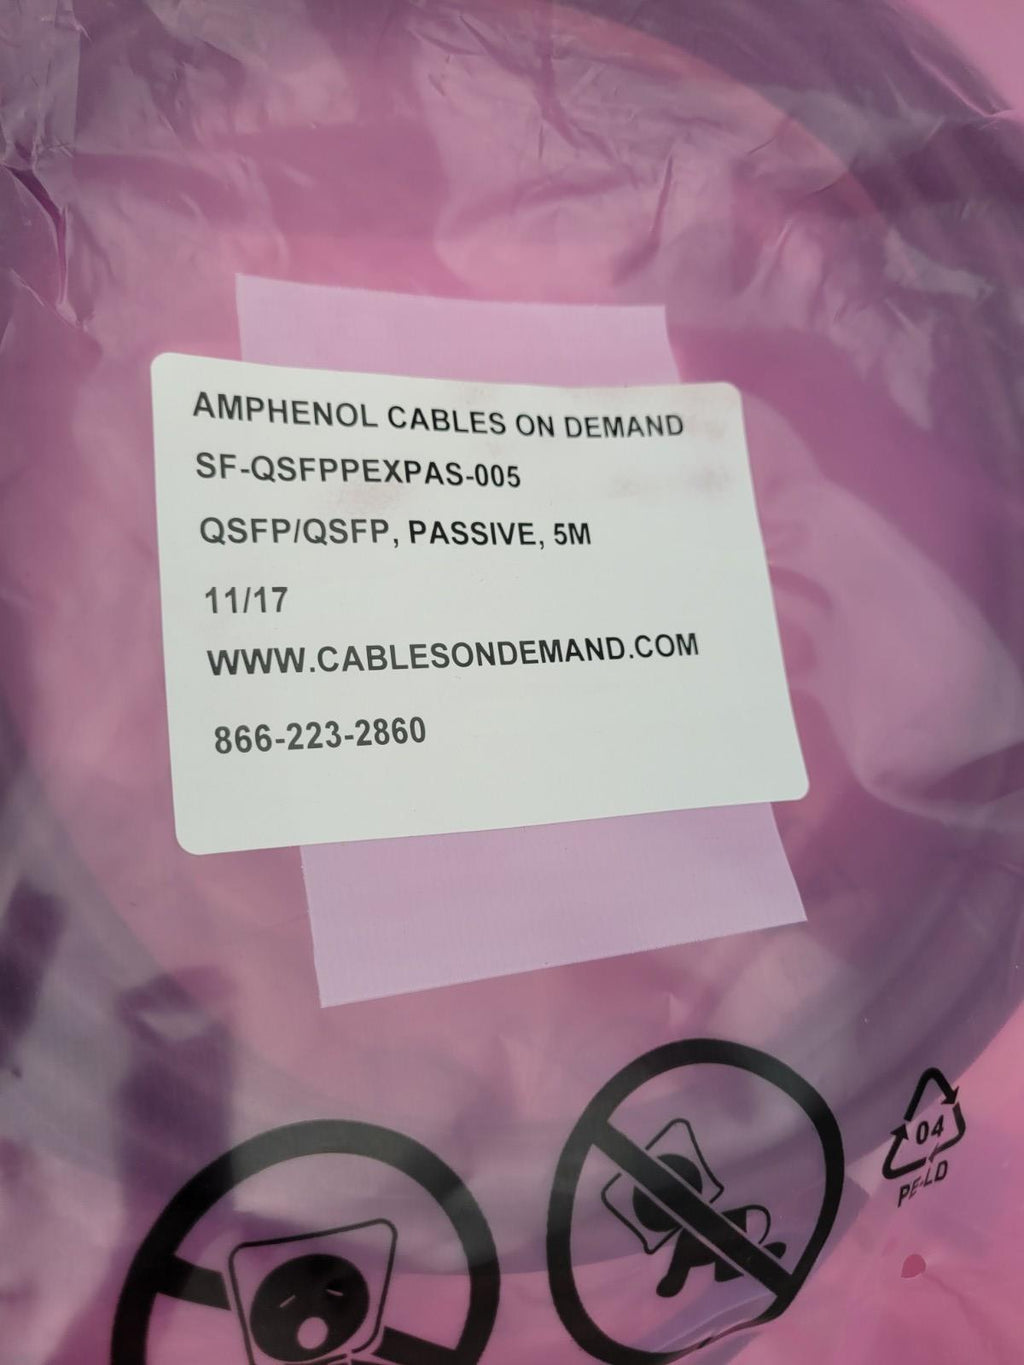 AMPHENOL CABLES ON DEMAND
SF-QSFPPEXPAS-005
QSFP/QSFP, PASSIVE, 5M
11/17
WWW.CABLESONDEMAND.COM
866-223-2860
04
PE-LD